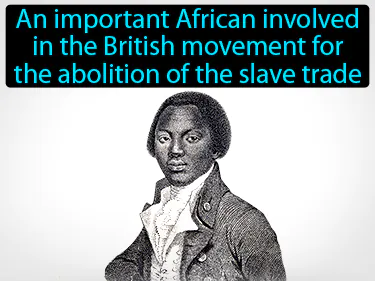 An important African involved
in the British movement for
the abolition of the slave trade